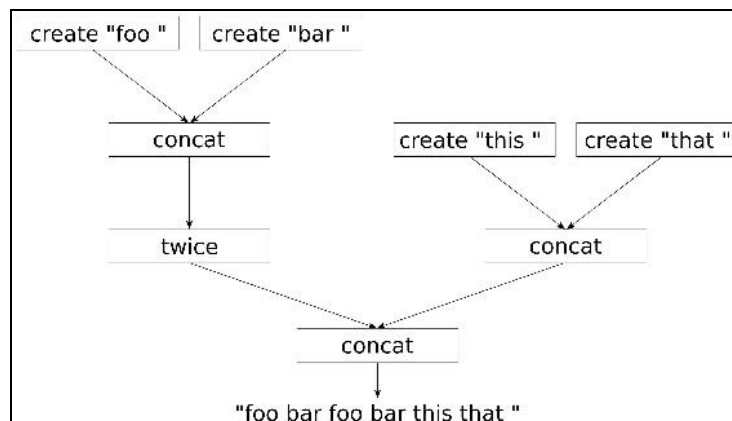 create "foo " create "bar "
concat
create "this " create "that "
twice
concat
concat
"foo bar foo bar this that "